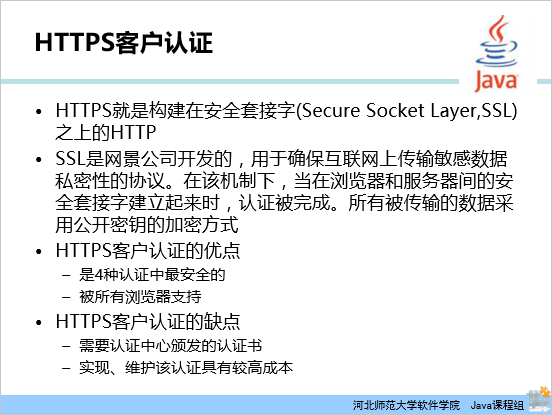 HTTPS客户认证
Java
• HTTPS就是构建在安全套接字(Secure Socket Layer,SSL)
之上的HTTP
• SSL是网景公司开发的，用于确保互联网上传输敏感数据
私密性的协议。在该机制下，当在浏览器和服务器间的安
全套接字建立起来时，认证被完成。所有被传输的数据采
用公开密钥的加密方式
• HTTPS客户认证的优点
– 是4种认证中最安全的
– 被所有浏览器支持
• HTTPS客户认证的缺点
– 需要认证中心颁发的认证书
– 实现、维护该认证具有较高成本
河北师范大学软件学院 Java课程组